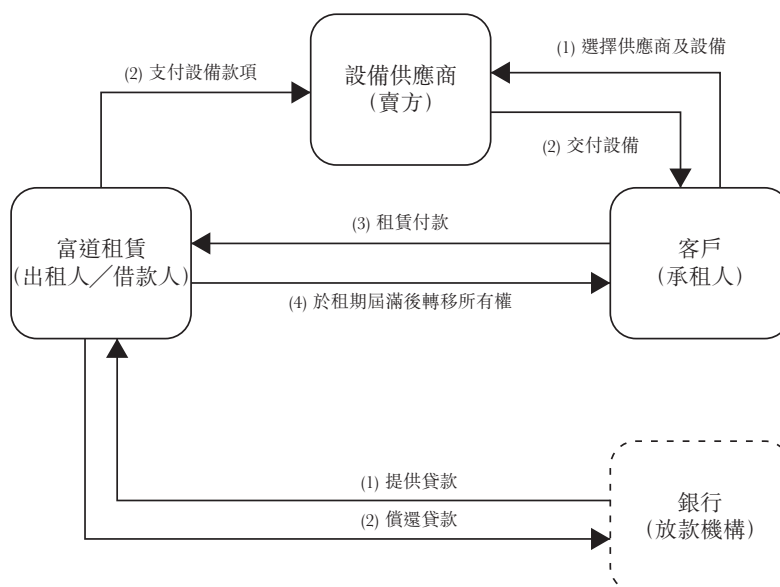 (1) 選擇供應商及設備
(2) 支付設備款項
設備供應商
（賣方）
(2) 交付設備
(3) 租賃付款
富道租賃
（出租人／借款人）
客戶
（承租人）
(4) 於租期屆滿後轉移所有權
(1) 提供貸款
(2) 償還貸款
銀行
（放款機構）